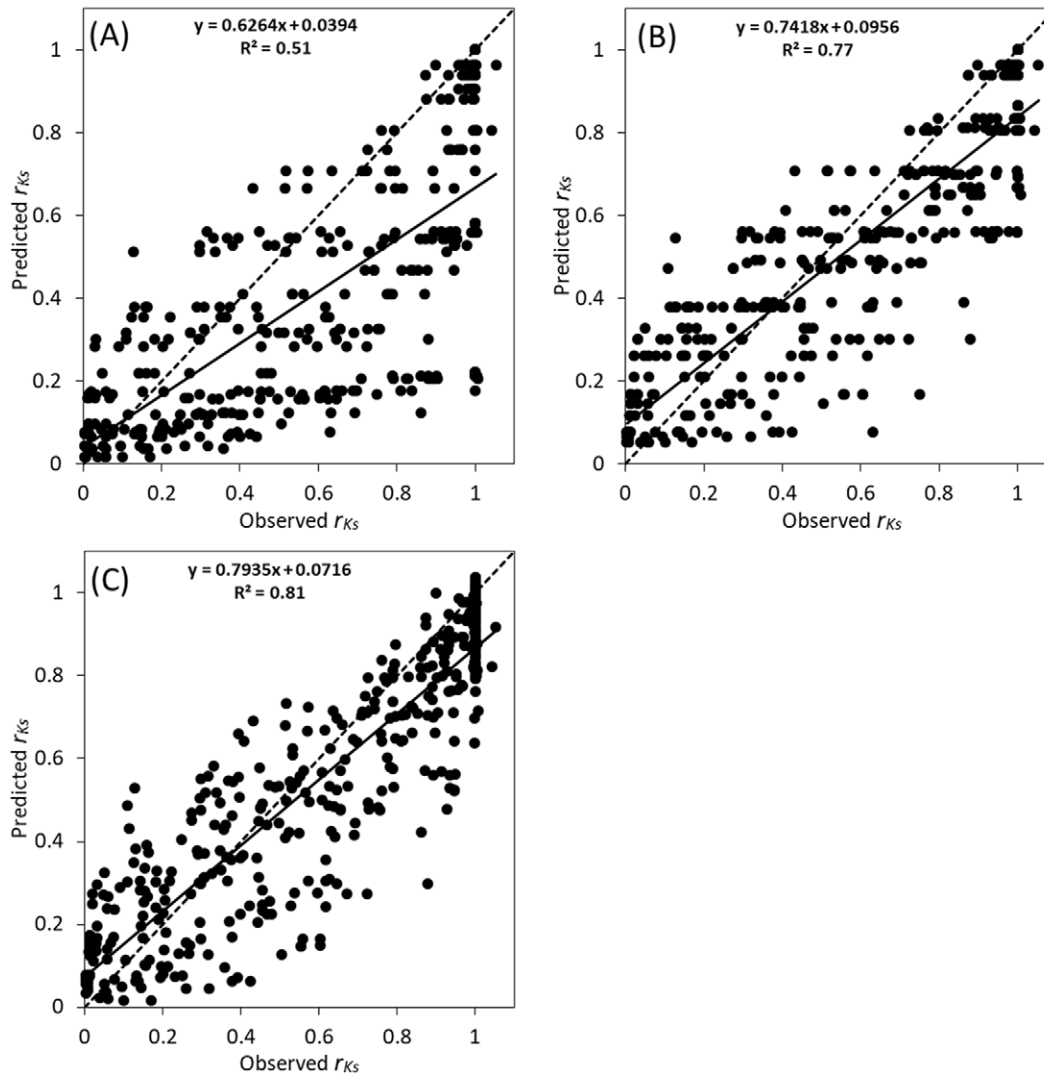 (A)
y = 0.6264x + 0.0394
R² = 0.51
1
0.8
0.6
0.4
0.2
0
Predicted rKs
0 0.2 0.4 0.6 0.8 1
Observed rKs
(B)
y = 0.7418x + 0.0956
R² = 0.77
1
0.8
0.6
0.4
0.2
0
Predicted rKs
0 0.2 0.4 0.6 0.8 1
Observed rKs
(C)
y = 0.7935x + 0.0716
R² = 0.81
1
0.8
0.6
0.4
0.2
0
Predicted rKs
0 0.2 0.4 0.6 0.8 1
Observed rKs